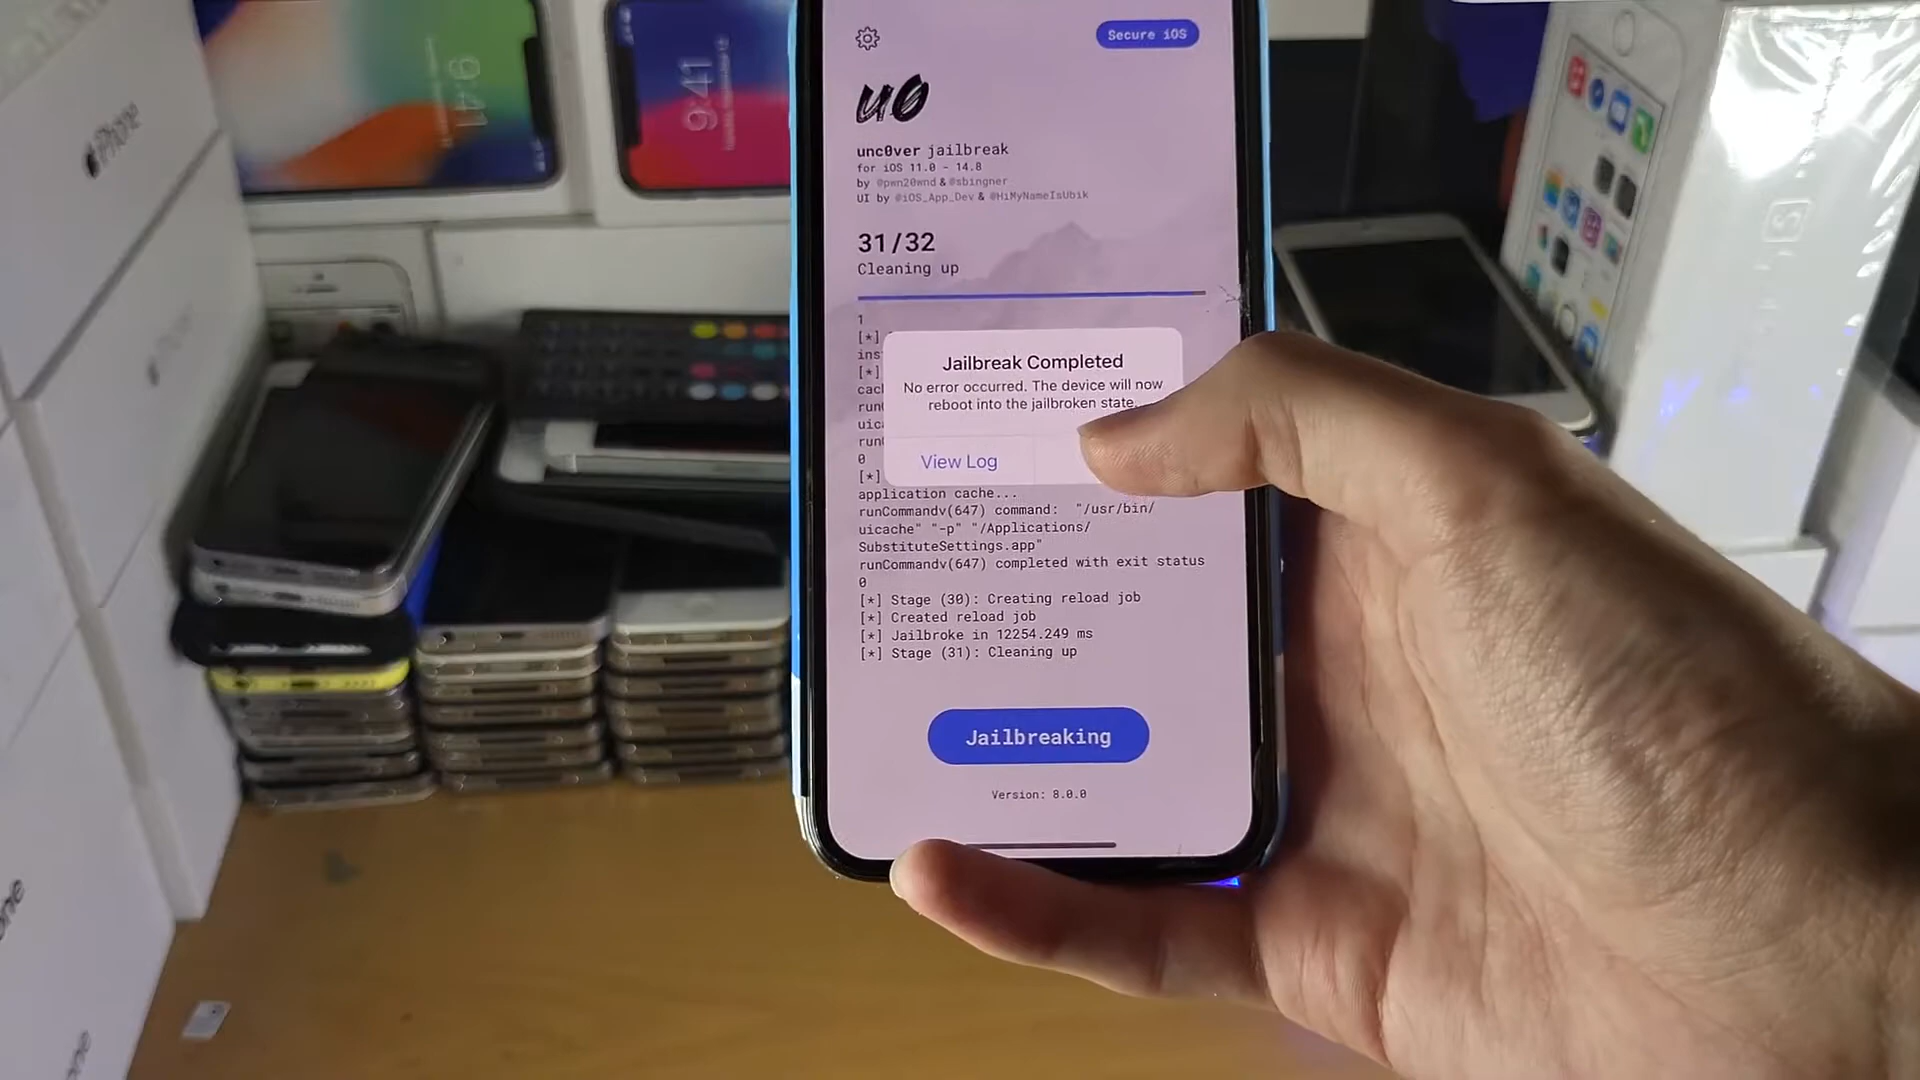 iPhone
9:41
9:41
Secure iOS
u0
unc0ver jailbreak
for iOS 11.0 - 14.8
by @pwn20wnd & @sbingner
UI by @iOS_App_Dev & @HiMyNameIsUbik
31/32
Cleaning up
1
[*]
ins
[*]
cac
run
uic
run
0
[*]
Jailbreak Completed
No error occurred. The device will now
reboot into the jailbroken state.
View Log
application cache...
runCommandv(647) command: "/usr/bin/
uicache" "-p" "/Applications/
SubstituteSettings.app"
runCommandv(647) completed with exit status
0
[*] Stage (30): Creating reload job
[*] Created reload job
[*] Jailbroke in 12254.249 ms
[*] Stage (31): Cleaning up
Jailbreaking
Version: 8.0.0
one
one